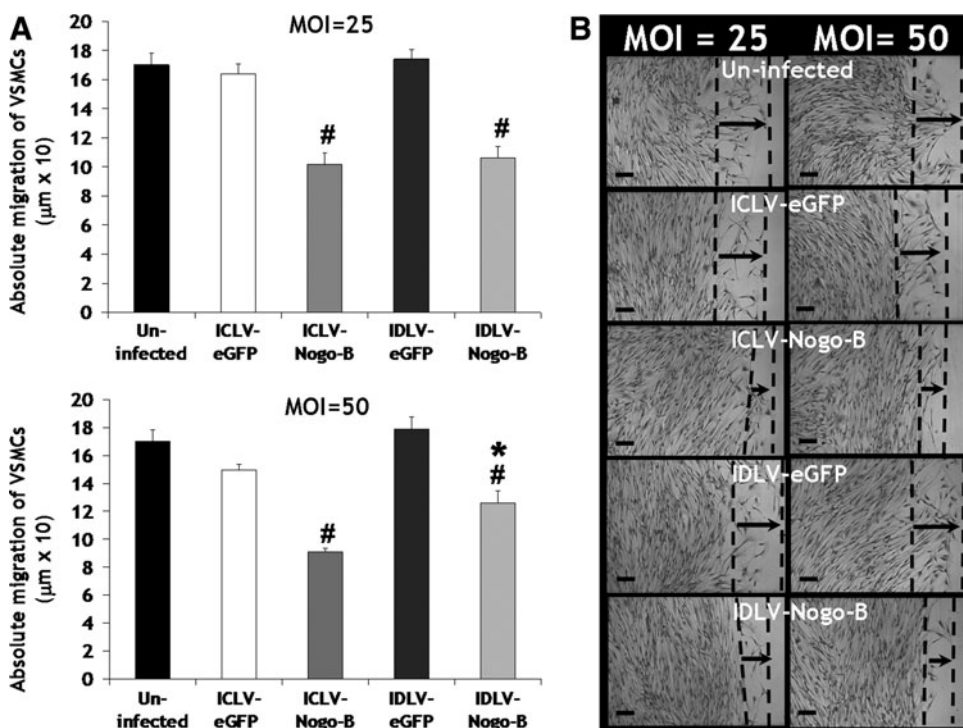 A
MOI=25
Absolute migration of VSMCs
(µm x 10)
20
18
16
14
12
10
8
6
4
2
0
#
#
Un-
infected
ICLV-
eGFP
ICLV-
Nogo-B
IDLV-
eGFP
IDLV-
Nogo-B
MOI=50
Absolute migration of VSMCs
(µm x 10)
20
18
16
14
12
10
8
6
4
2
0
#
*
#
Un-
infected
ICLV-
eGFP
ICLV-
Nogo-B
IDLV-
eGFP
IDLV-
Nogo-B
B
MOI = 25
MOI= 50
Un-infected
ICLV-eGFP
ICLV-Nogo-B
IDLV-eGFP
IDLV-Nogo-B